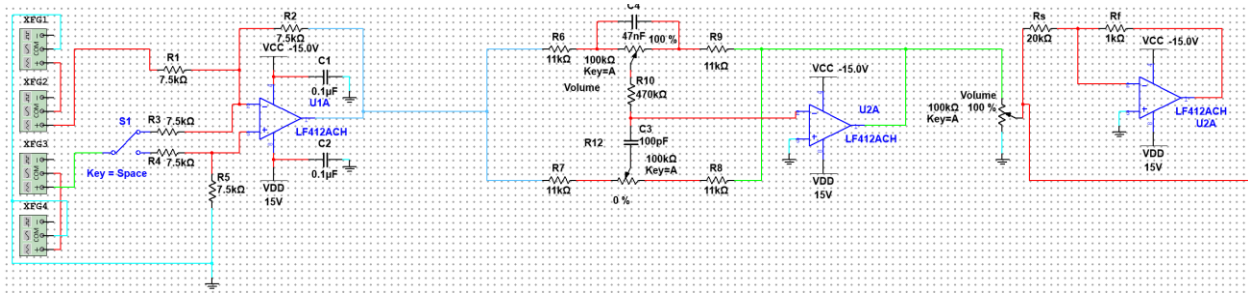 XFG1
COM
XFG2
COM
XFG3
COM
XFG4
COM
R1
7.5kΩ
R2
7.5kΩ
VCC -15.0V
C1
0.1µF
U1A
LF412ACH
S1
Key = Space
R3 7.5kΩ
R4
7.5kΩ
R5
7.5kΩ
C2
0.1µF
VDD
15V
C4
47nF
100 %
R6
11kΩ
100kΩ
Key=A
Volume
R9
11kΩ
R10
470kΩ
C3
100pF
R12
100kΩ
Key=A
R7
11kΩ
0 %
R8
11kΩ
VCC -15.0V
U2A
LF412ACH
VDD
15V
Volume
100 %
100kΩ
Key=A
Rs
20kΩ
Rf
1kΩ
VCC -15.0V
LF412ACH
U2A
VDD
15V